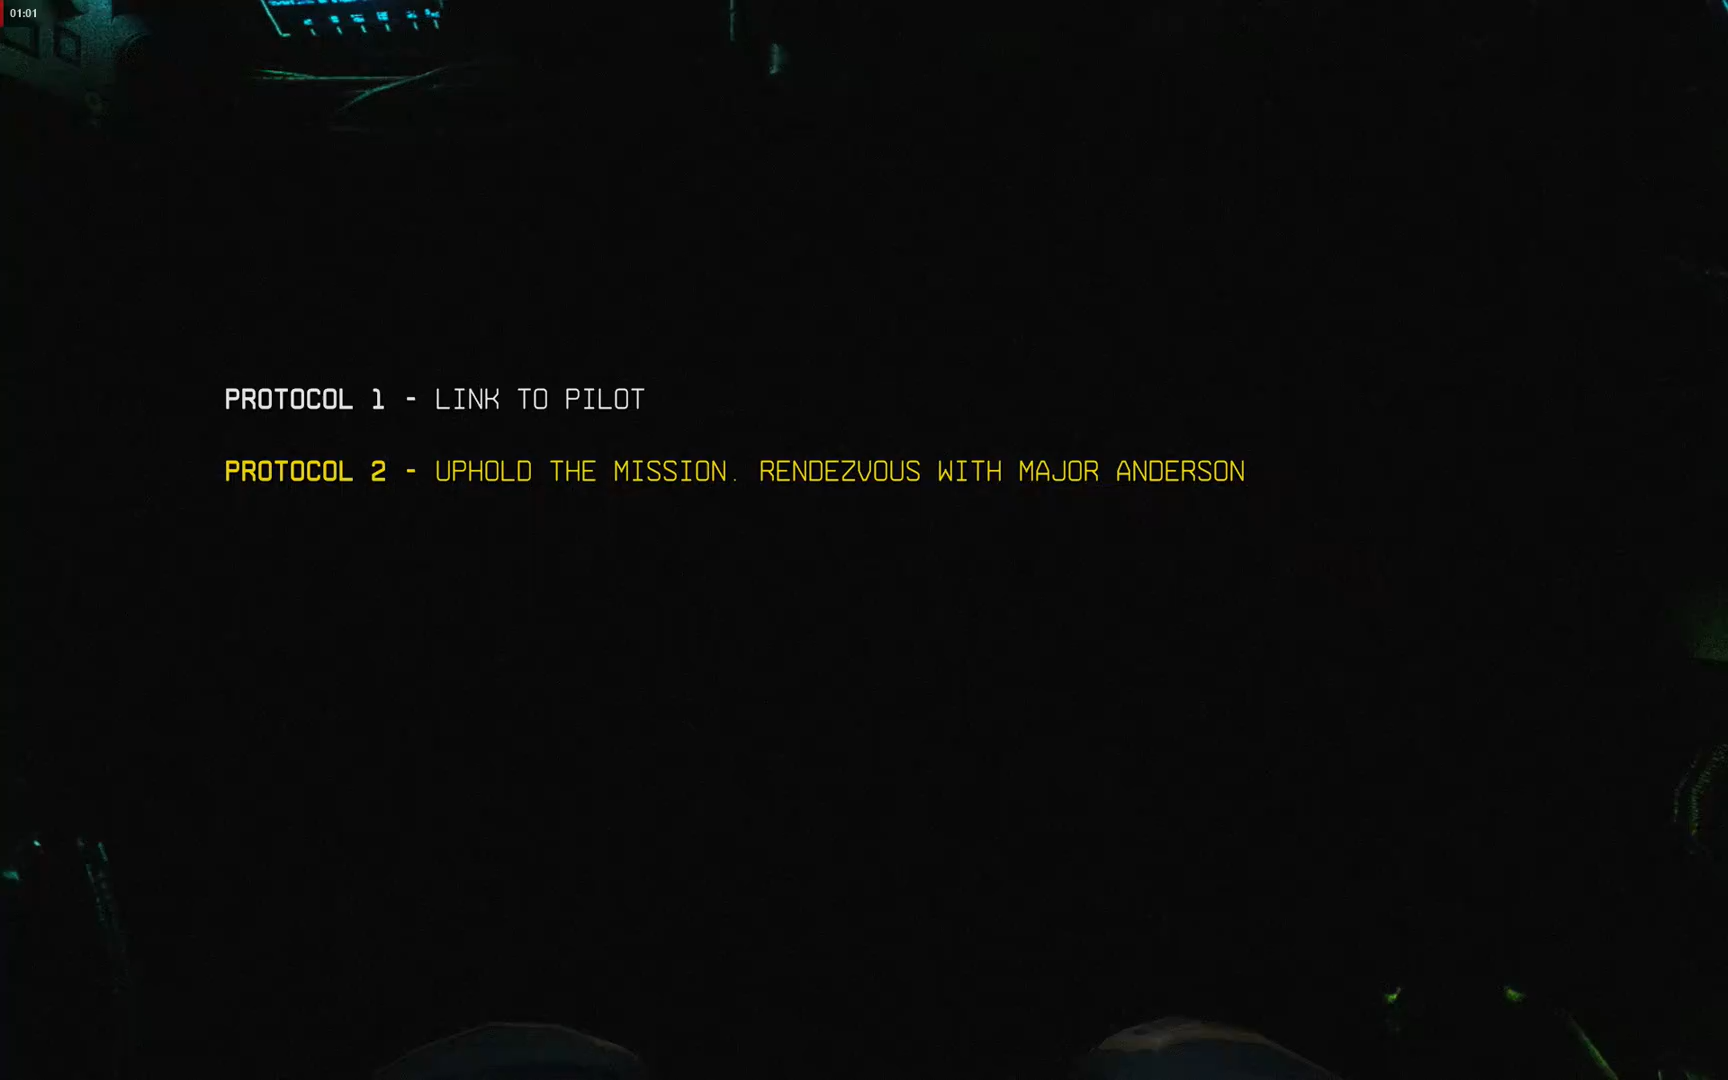 01:01
PROTOCOL 1 - LINK TO PILOT
PROTOCOL 2 - UPHOLD THE MISSION. RENDEZVOUS WITH MAJOR ANDERSON